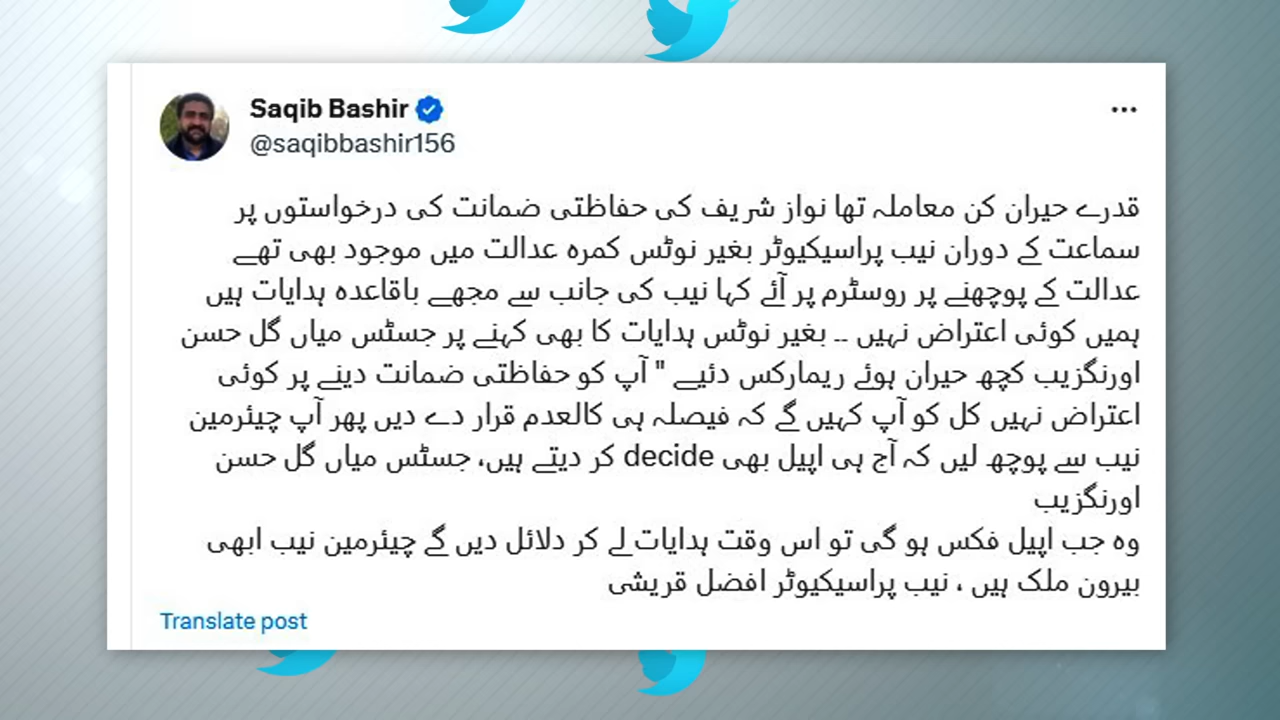 Saqib Bashir
@saqibbashir156
قدرے حیران کن معاملہ تھا نواز شریف کی حفاظتی ضمانت کی درخواستوں پر
سماعت کے دوران نیب پراسیکیوٹر بغیر نوٹس کمرہ عدالت میں موجود بھی تھے
عدالت کے پوچھنے پر روسٹرم پر آئے کہا نیب کی جانب سے مجھے باقاعدہ ہدایات ہیں
ہمیں کوئی اعتراض نہیں -- بغیر نوٹس ہدایات کا بھی کہنے پر جسٹس میاں گل حسن
اورنگزیب کچھ حیران ہوئے ریمارکس دئیے " آپ کو حفاظتی ضمانت دینے پر کوئی
اعتراض نہیں کل کو آپ کہیں گے کہ فیصلہ ہی کالعدم قرار دے دیں پھر آپ چیئرمین
نیب سے پوچھ لیں کہ آج ہی اپیل بھی decide کر دیتے ہیں، جسٹس میاں گل حسن
اورنگزیب
وہ جب اپیل فکس ہو گی تو اس وقت ہدایات لے کر دلائل دیں گے چیئرمین نیب ابھی
بیرون ملک ہیں ، نیب پراسیکیوٹر افضل قریشی
Translate post